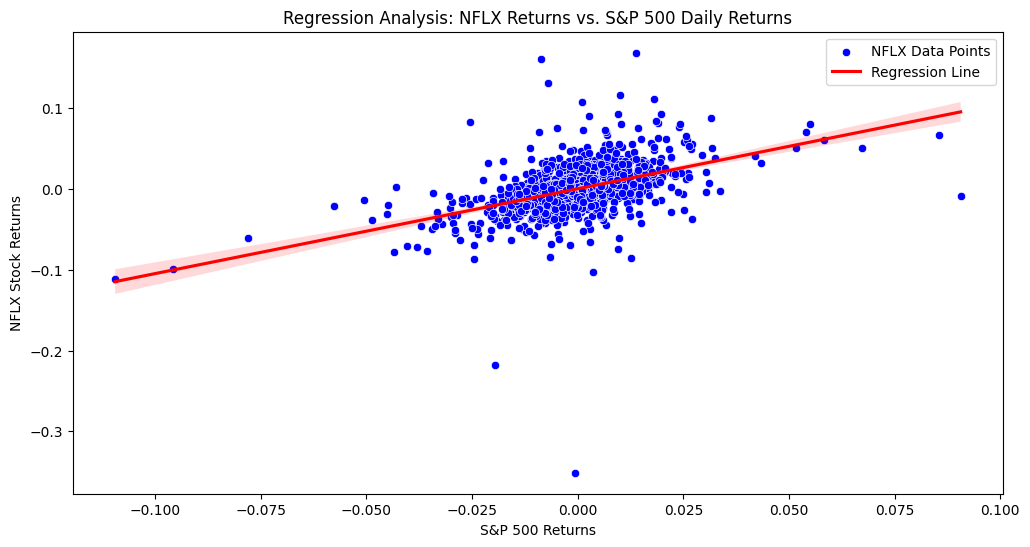 Regression Analysis: NFLX Returns vs. S&P 500 Daily Returns
NFLX Data Points
Regression Line
0.1
0.0
−0.1
−0.2
−0.3
NFLX Stock Returns
−0.100 −0.075 −0.050 −0.025 0.000 0.025 0.050 0.075 0.100
S&P 500 Returns